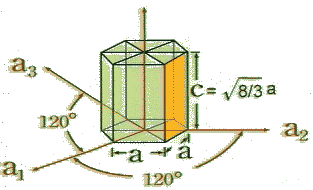 a₃
C = √8/3 a
120°
a₂
a
a
a₁
120°